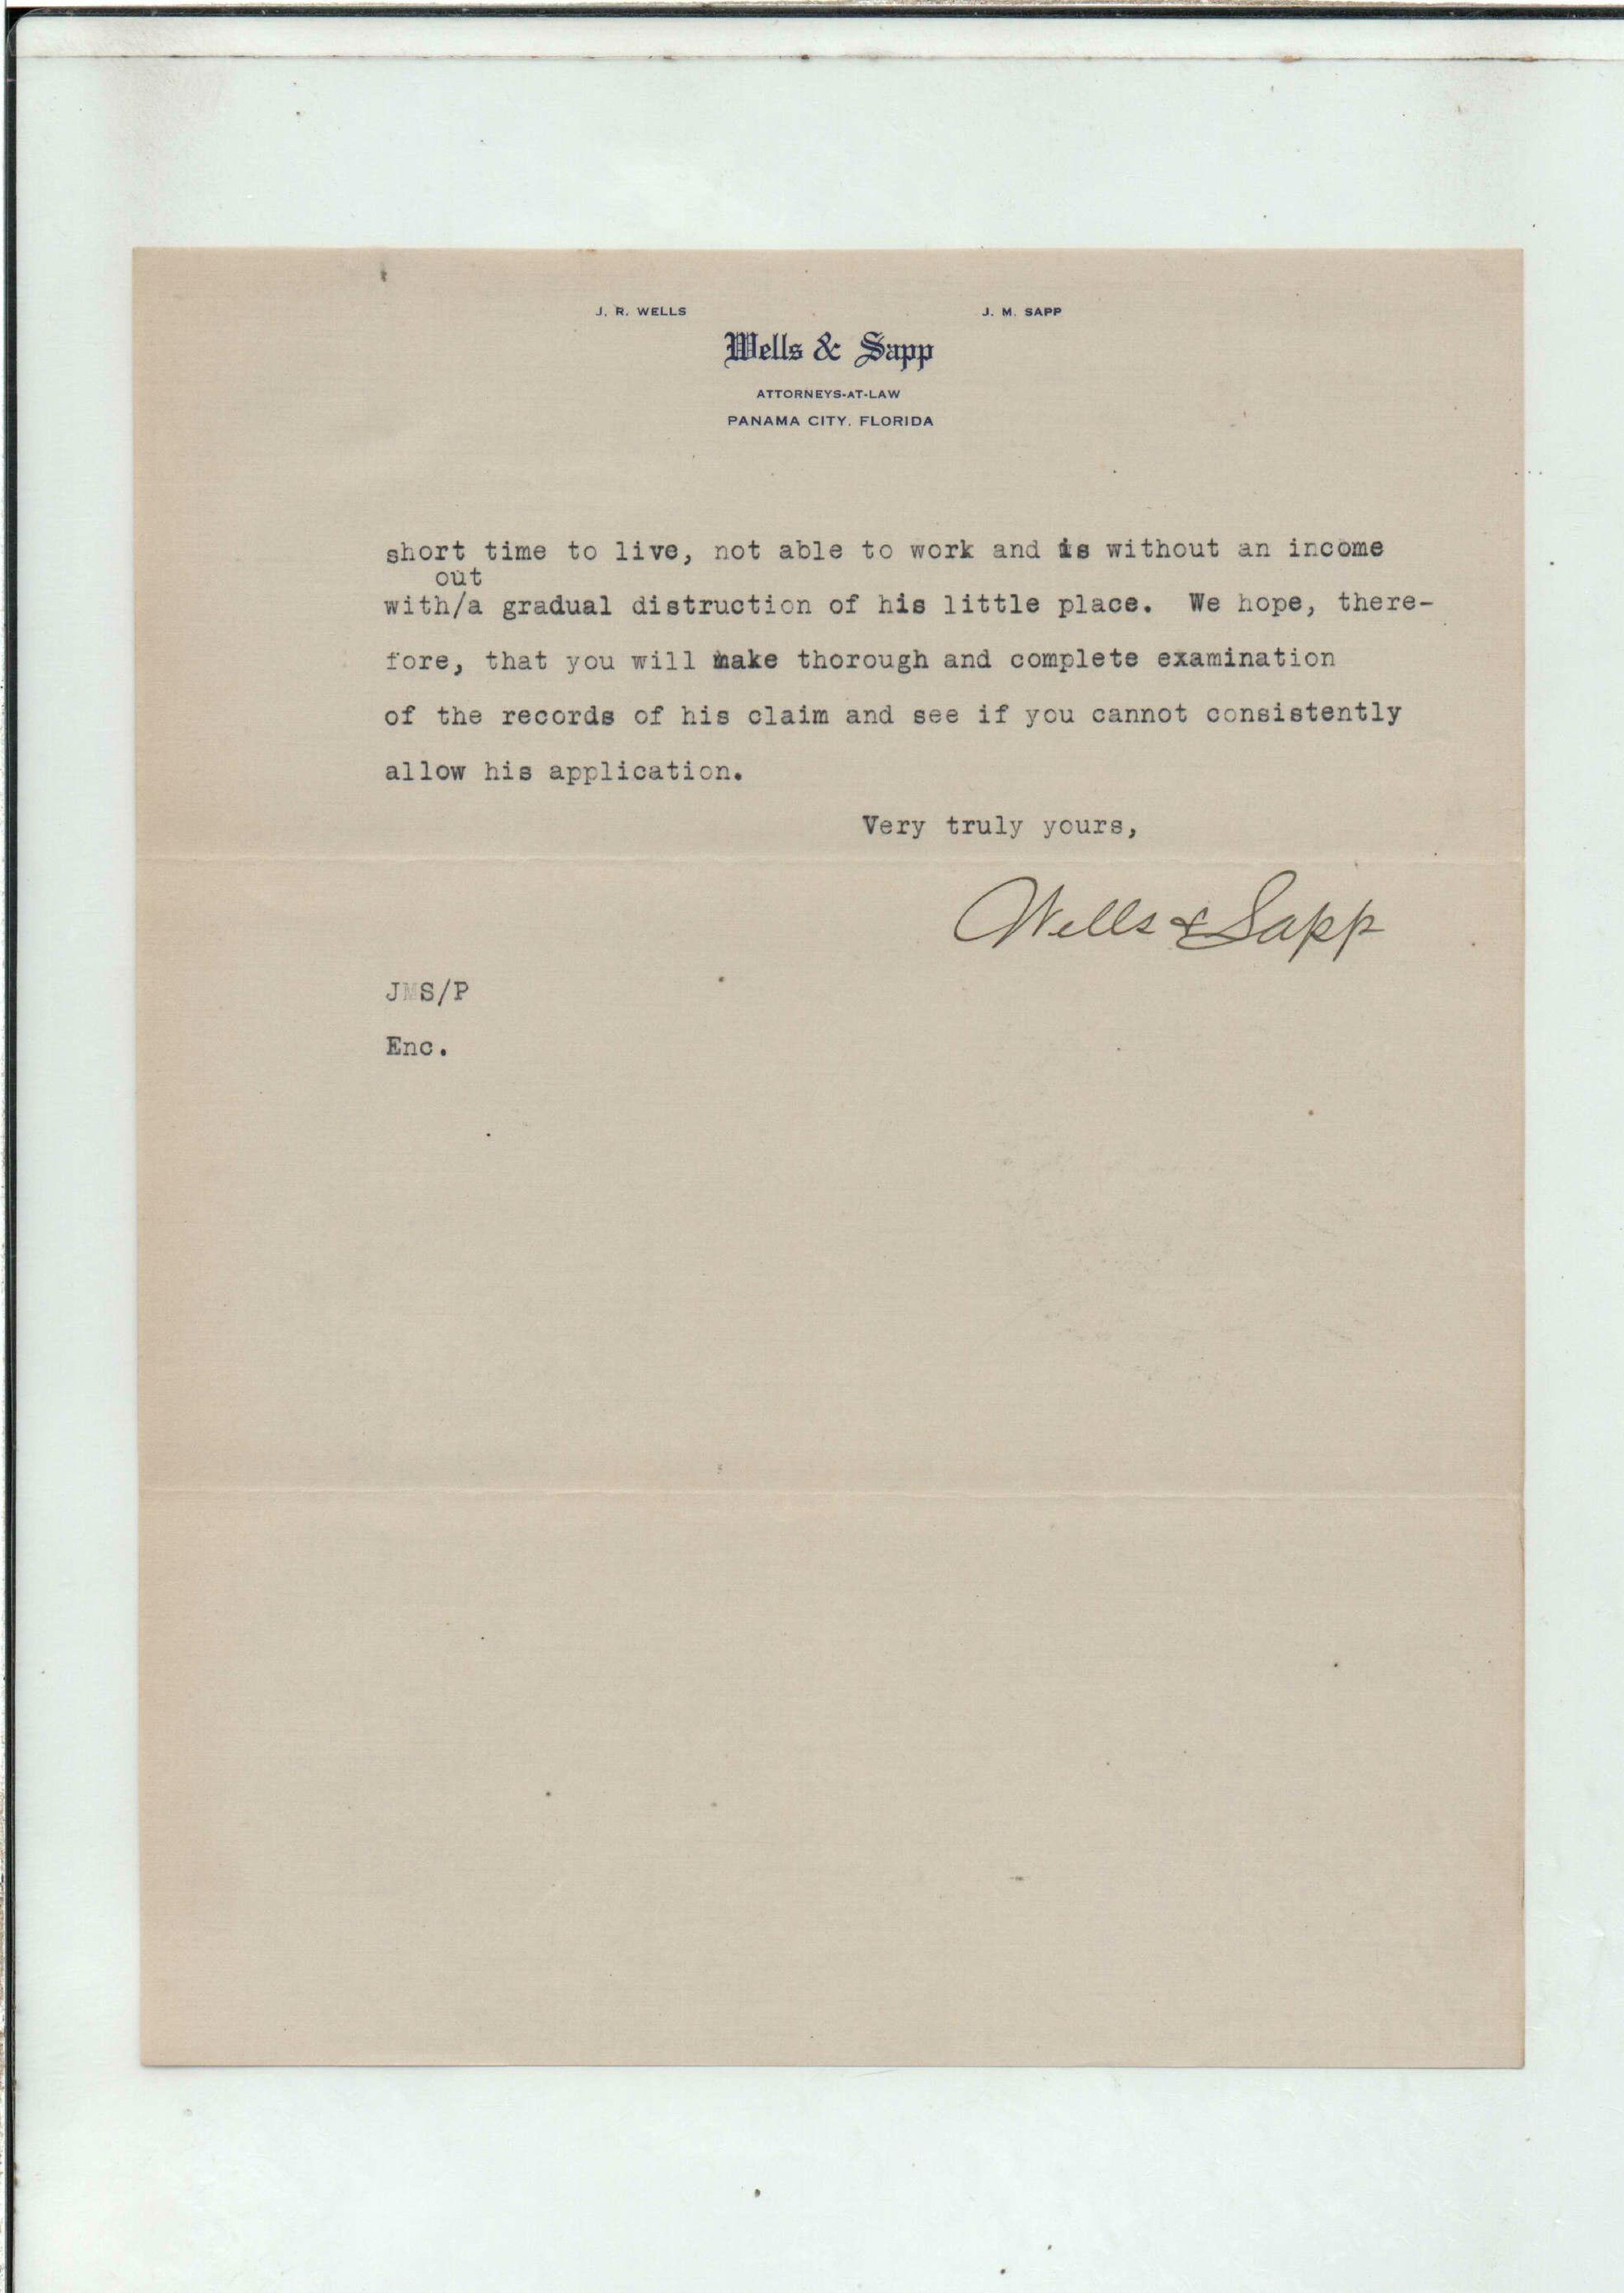 J. R. WELLS J. M. SAPP
Wells & Sapp
ATTORNEYS-AT-LAW
PANAMA CITY, FLORIDA
short time to live, not able to work and is without an income
out
with/a gradual distruction of his little place. We hope, there-
fore, that you will make thorough and complete examination
of the records of his claim and see if you cannot consistently
allow his application.
Very truly yours,
Wells & Sapp
JMS/P
Enc.